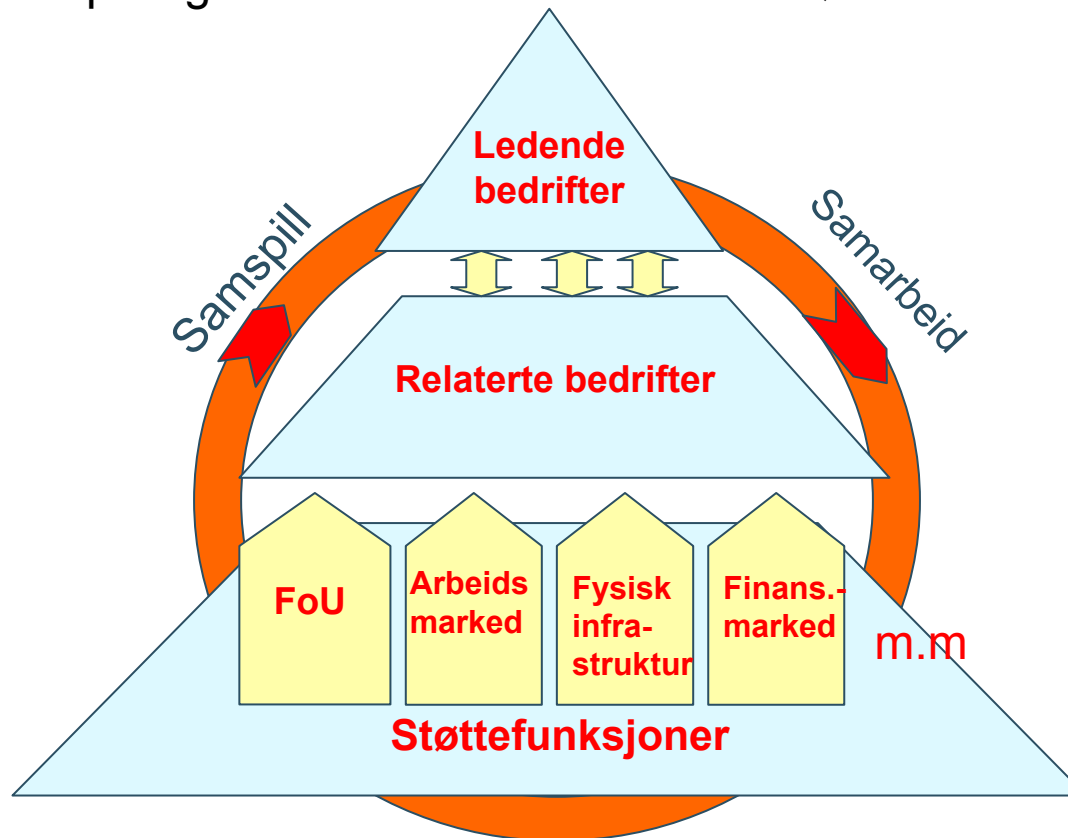 Ledende
bedrifter
Samspill
Samarbeid
Relaterte bedrifter
FoU
Arbeids
marked
Fysisk
infra-
struktur
Finans.-
marked
m.m
Støttefunksjoner